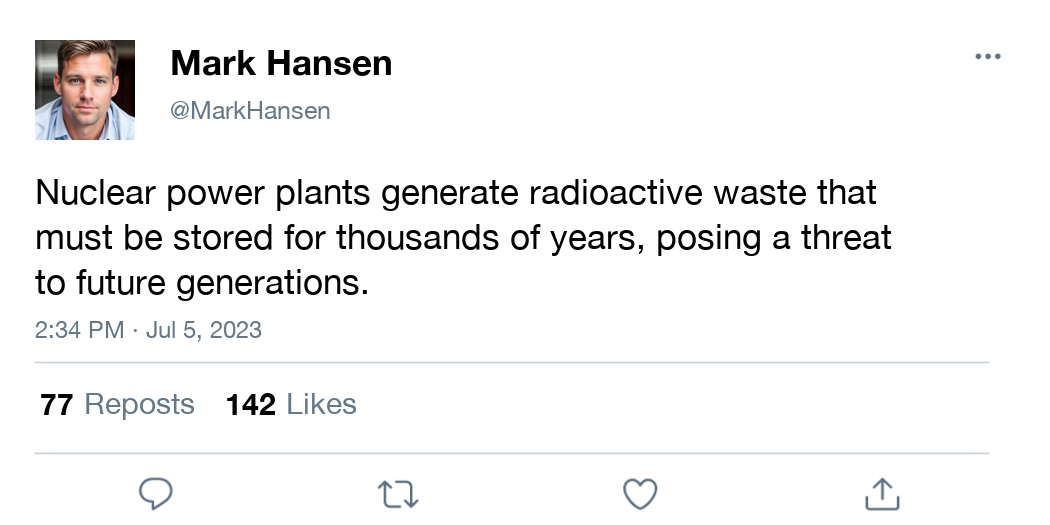 Mark Hansen
@MarkHansen
Nuclear power plants generate radioactive waste that
must be stored for thousands of years, posing a threat
to future generations.
2:34 PM · Jul 5, 2023
77 Reposts 142 Likes